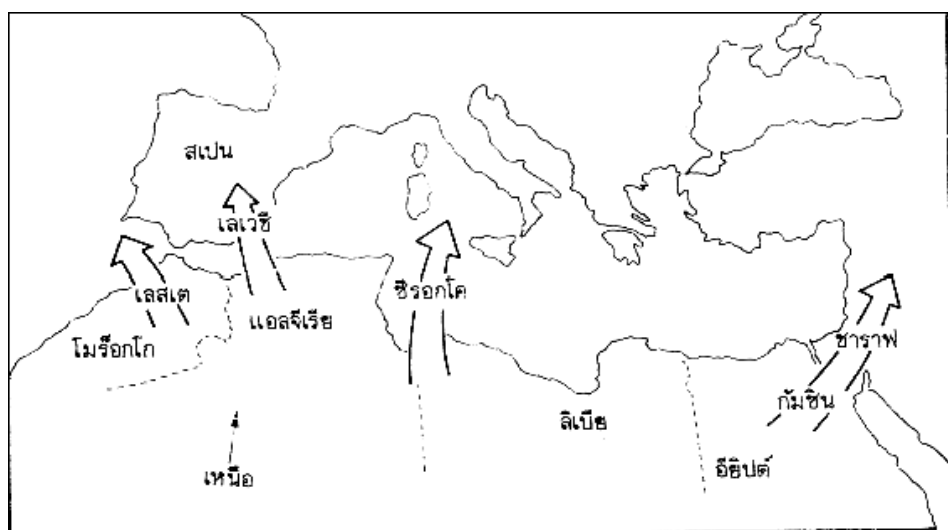 สเปน
เลเวซี
เลสเต
ซิรอกโค
แอลจีเรีย
โมร็อกโก
ซาราฟ
กัมซิน
ลิเบีย
อียิปต์
เหนือ